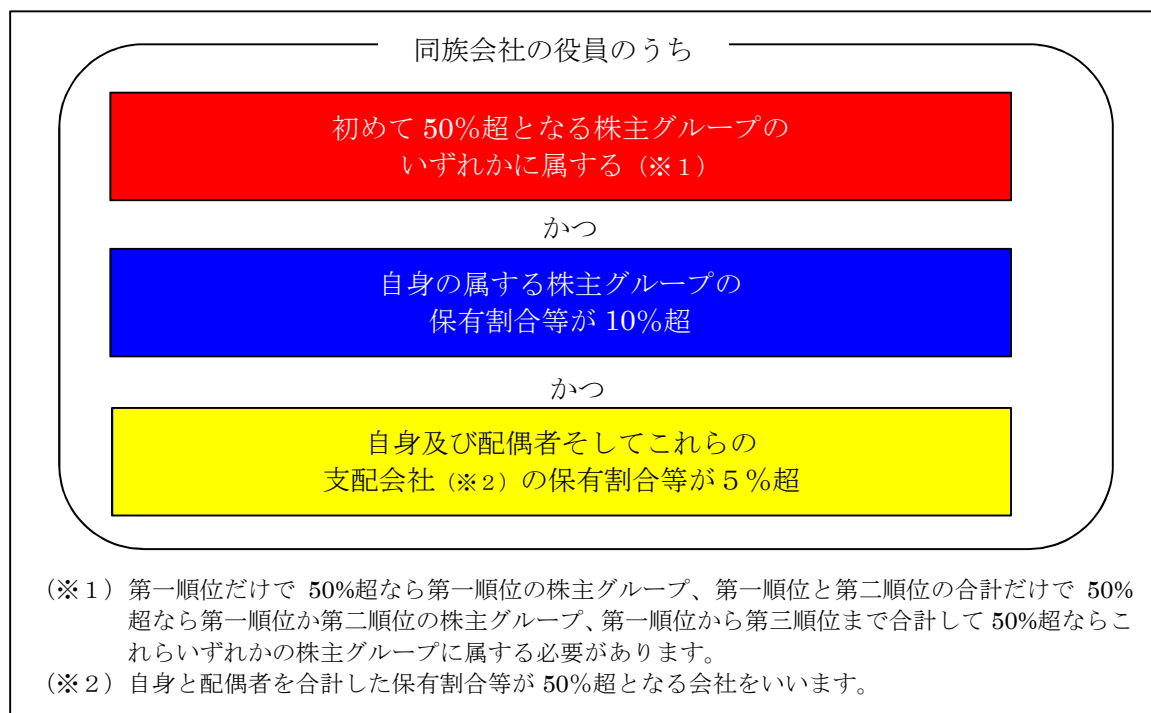 同族会社の役員のうち
初めて 50%超となる株主グループの
いずれかに属する(※1)
かつ
自身の属する株主グループの
保有割合等が 10%超
かつ
自身及び配偶者そしてこれらの
支配会社(※2)の保有割合等が5%超
(※1)第一順位だけで 50%超なら第一順位の株主グループ、第一順位と第二順位の合計だけで 50%
超なら第一順位か第二順位の株主グループ、第一順位から第三順位まで合計して 50%超ならこ
れらいずれかの株主グループに属する必要があります。
(※2)自身と配偶者を合計した保有割合等が 50%超となる会社をいいます。